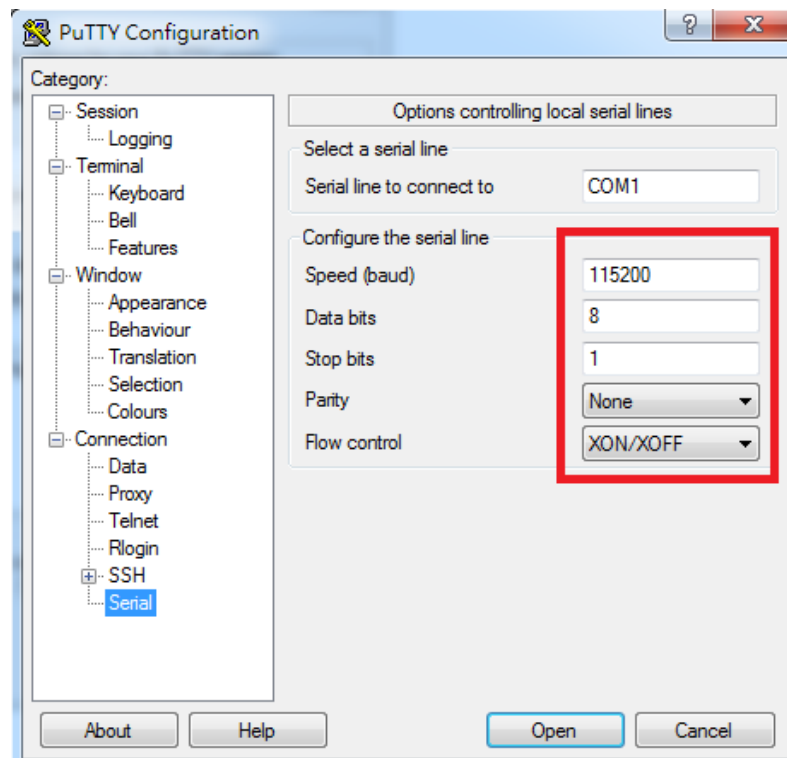 PuTTY Configuration
?
Category:
Session
Logging
Terminal
Keyboard
Bell
Features
Window
Appearance
Behaviour
Translation
Selection
Colours
Connection
Data
Proxy
Telnet
Rlogin
SSH
Serial
Options controlling local serial lines
Select a serial line
Serial line to connect to COM1
Configure the serial line
Speed (baud) 115200
Data bits 8
Stop bits 1
Parity None
Flow control XON/XOFF
About Help Open Cancel